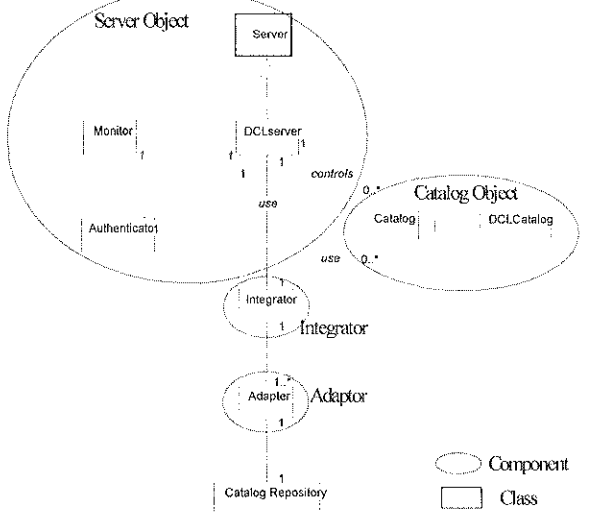 Server Object
Server
Monitor
1
DCLserver
1
1
1
1
controls
0..*
use
Catalog Object
Catalog
DCLCatalog
Authenticator
use
0..*
1
Integrator
1
Integrator
1..*
Adapter
Adaptor
1
1
Catalog Repository
Component
Class